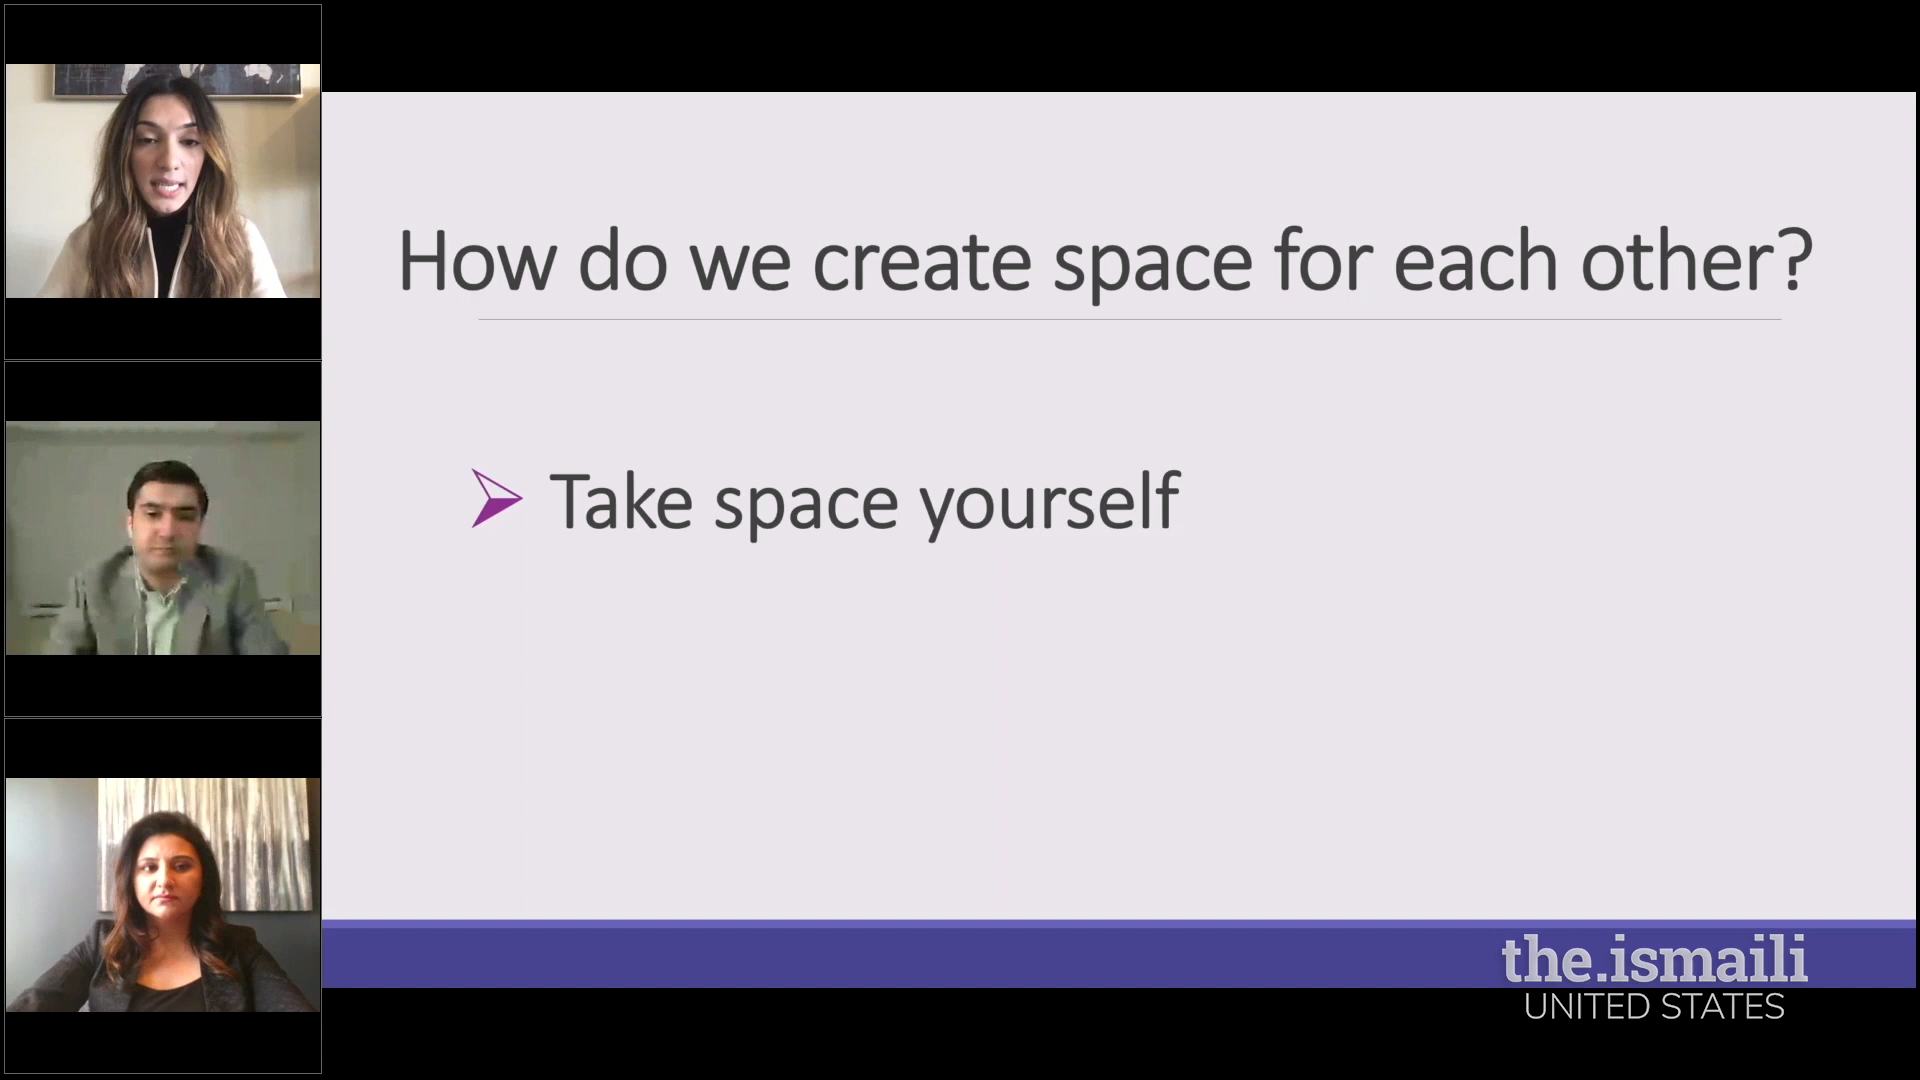 How do we create space for each other?
Take space yourself
the.ismaili
UNITED STATES